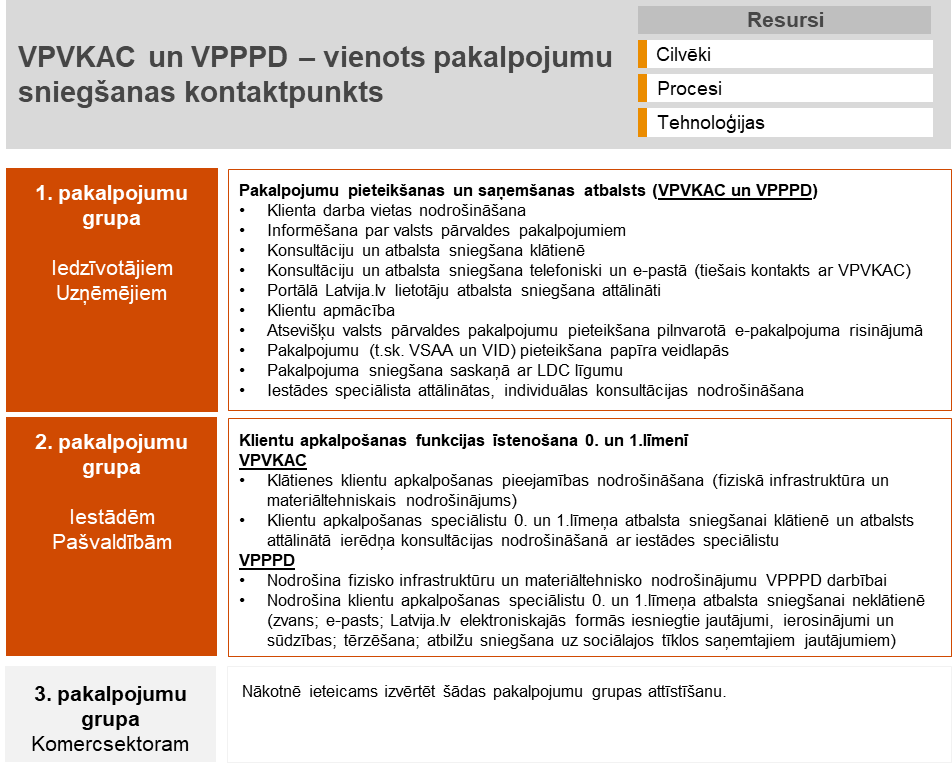 VPVKAC un VPPPD – vienots pakalpojumu
sniegšanas kontaktpunkts
Resursi
Cilvēki
Procesi
Tehnoloģijas
1. pakalpojumu
grupa
Iedzīvotājiem
Uzņēmējiem
Pakalpojumu pieteikšanas un saņemšanas atbalsts (VPVKAC un VPPPD)
• Klienta darba vietas nodrošināšana
• Informēšana par valsts pārvaldes pakalpojumiem
• Konsultāciju un atbalsta sniegšana klātienē
• Konsultāciju un atbalsta sniegšana telefoniski un e-pastā (tiešais kontakts ar VPVKAC)
• Portālā Latvija.lv lietotāju atbalsta sniegšana attālināti
• Klientu apmācība
• Atsevišķu valsts pārvaldes pakalpojumu pieteikšana pilnvarotā e-pakalpojuma risinājumā
• Pakalpojumu (t.sk. VSAA un VID) pieteikšana papīra veidlapās
• Pakalpojuma sniegšana saskaņā ar LDC līgumu
• Iestādes speciālista attālinātas, individuālas konsultācijas nodrošināšana
2. pakalpojumu
grupa
Iestādēm
Pašvaldībām
Klientu apkalpošanas funkcijas īstenošana 0. un 1.līmenī
VPVKAC
• Klātienes klientu apkalpošanas pieejamības nodrošināšana (fiziskā infrastruktūra un
materiāltehniskais nodrošinājums)
• Klientu apkalpošanas speciālistu 0. un 1.līmeņa atbalsta sniegšanai klātienē un atbalsts
attālinātā ierēdņa konsultācijas nodrošināšanā ar iestādes speciālistu
VPPPD
• Nodrošina fizisko infrastruktūru un materiāltehnisko nodrošinājumu VPPPD darbībai
• Nodrošina klientu apkalpošanas speciālistu 0. un 1.līmeņa atbalsta sniegšanai neklātienē
(zvans; e-pasts; Latvija.lv elektroniskajās formās iesniegtie jautājumi, ierosinājumi un
sūdzības; tērzēšana; atbilžu sniegšana uz sociālajos tīklos saņemtajiem jautājumiem)
3. pakalpojumu
grupa
Komercsektoram
Nākotnē ieteicams izvērtēt šādas pakalpojumu grupas attīstīšanu.